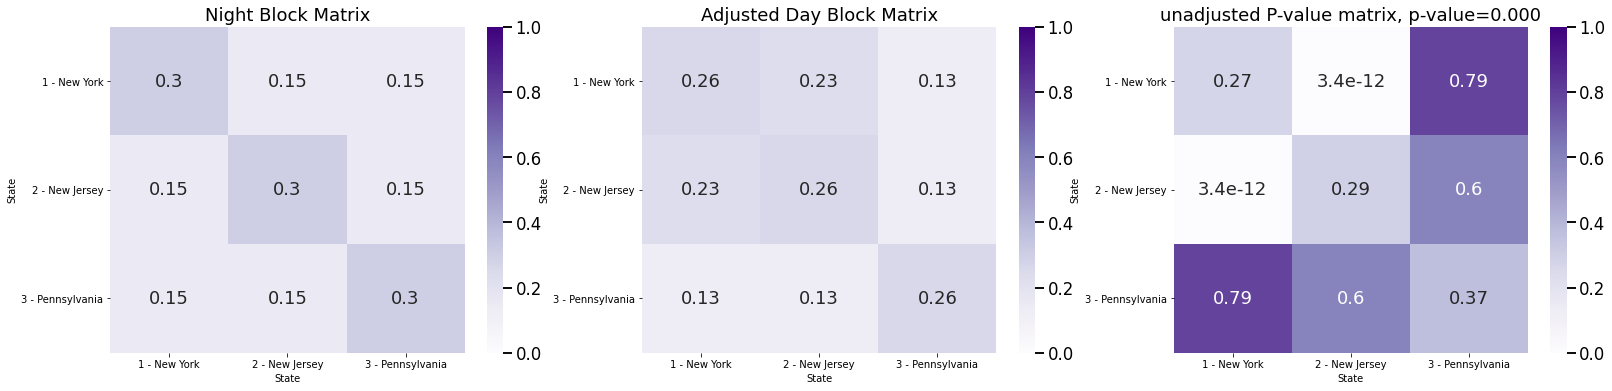 Night Block Matrix
State
1 - New York
2 - New Jersey
3 - Pennsylvania
0.3 0.15 0.15
0.15 0.3 0.15
0.15 0.15 0.3
1 - New York 2 - New Jersey 3 - Pennsylvania
State
1.0
0.8
0.6
0.4
0.2
0.0
Adjusted Day Block Matrix
State
1 - New York
2 - New Jersey
3 - Pennsylvania
0.26 0.23 0.13
0.23 0.26 0.13
0.13 0.13 0.26
1 - New York 2 - New Jersey 3 - Pennsylvania
State
1.0
0.8
0.6
0.4
0.2
0.0
unadjusted P-value matrix, p-value=0.000
State
1 - New York
2 - New Jersey
3 - Pennsylvania
0.27 3.4e-12 0.79
3.4e-12 0.29 0.6
0.79 0.6 0.37
1 - New York 2 - New Jersey 3 - Pennsylvania
State
1.0
0.8
0.6
0.4
0.2
0.0